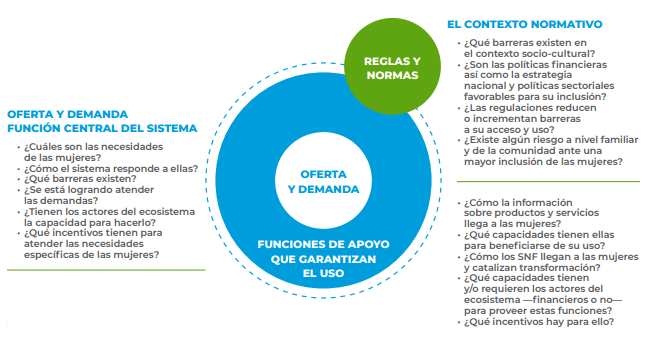 OFERTA Y DEMANDA
FUNCIÓN CENTRAL DEL SISTEMA
• ¿Cuáles son las necesidades
de las mujeres?
• ¿Cómo el sistema responde a ellas?
• ¿Qué barreras existen?
• ¿Se está logrando atender
las demandas?
• ¿Tienen los actores del ecosistema
la capacidad para hacerlo?
• ¿Qué incentivos tienen para
atender las necesidades
específicas de las mujeres?
REGLAS Y
NORMAS
OFERTA
Y DEMANDA
FUNCIONES DE APOYO
QUE GARANTIZAN
EL USO
EL CONTEXTO NORMATIVO
• ¿Qué barreras existen en
el contexto socio-cultural?
• ¿Son las políticas financieras
así como la estrategia
nacional y políticas sectoriales
favorables para su inclusión?
• ¿Las regulaciones reducen
o incrementan barreras
a su acceso y uso?
• ¿Existe algún riesgo a nivel familiar
y de la comunidad ante una
mayor inclusión de las mujeres?
• ¿Cómo la información
sobre productos y servicios
llega a las mujeres?
• ¿Qué capacidades tienen ellas
para beneficiarse de su uso?
• ¿Cómo los SNF llegan a las mujeres
y catalizan transformación?
• ¿Qué capacidades tienen
y/o requieren los actores del
ecosistema —financieros o no—
para proveer estas funciones?
• ¿Qué incentivos hay para ello?